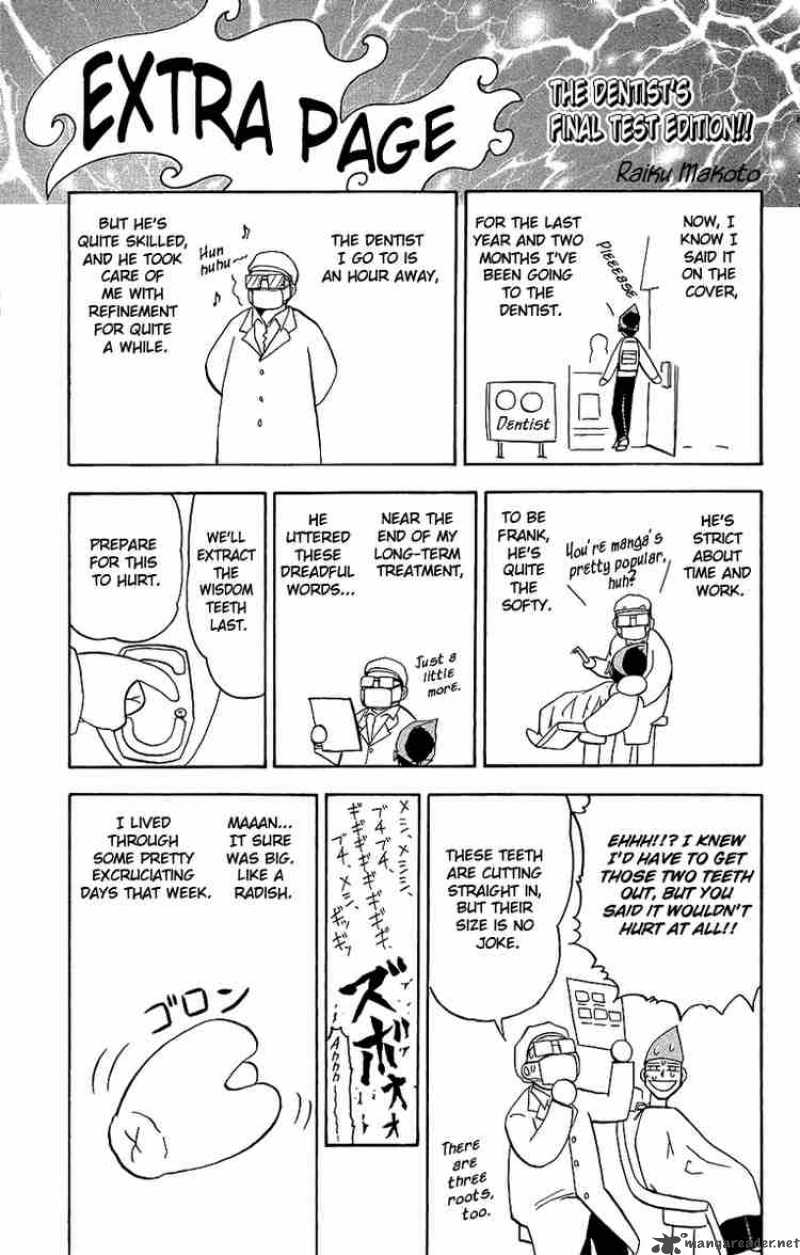 EXTRA PAGE
THE DENTIST'S
FINAL TEST EDITION!!
Raiku Makoto
NOW, I
KNOW I
SAID IT
ON THE
COVER,
PLEEEASE
FOR THE LAST
YEAR AND TWO
MONTHS I'VE
BEEN GOING
TO THE
DENTIST.
Dentist
THE DENTIST
I GO TO IS
AN HOUR AWAY,
Hun
huhu~~
BUT HE'S
QUITE SKILLED,
AND HE TOOK
CARE OF
ME WITH
REFINEMENT
FOR QUITE
A WHILE.
HE'S
STRICT
ABOUT
TIME AND
WORK.
You're manga's
pretty popular,
huh?
TO BE
FRANK,
HE'S
QUITE
THE
SOFTY.
NEAR THE
END OF MY
LONG-TERM
TREATMENT,
HE
UTTERED
THESE
DREADFUL
WORDS...
Just a
little
more.
WE'LL
EXTRACT
THE
WISDOM
TEETH
LAST.
PREPARE
FOR THIS
TO HURT.
EHHH!!? I KNEW
I'D HAVE TO GET
THOSE TWO TEETH
OUT, BUT YOU
SAID IT WOULDN'T
HURT AT ALL!!
THESE TEETH
ARE CUTTING
STRAIGHT IN,
BUT THEIR
SIZE IS NO
JOKE.
There
are
three
roots,
too.
メシ、メシシ、
ブチ、ブチチ、
ギギギギギギ、
ブチ、メシシ、
ギッギッ
ズボォォ
Ahhh
MAAAN...
IT SURE
WAS BIG.
LIKE A
RADISH.
I LIVED
THROUGH
SOME PRETTY
EXCRUCIATING
DAYS THAT WEEK.
ゴロン
mangareader.net